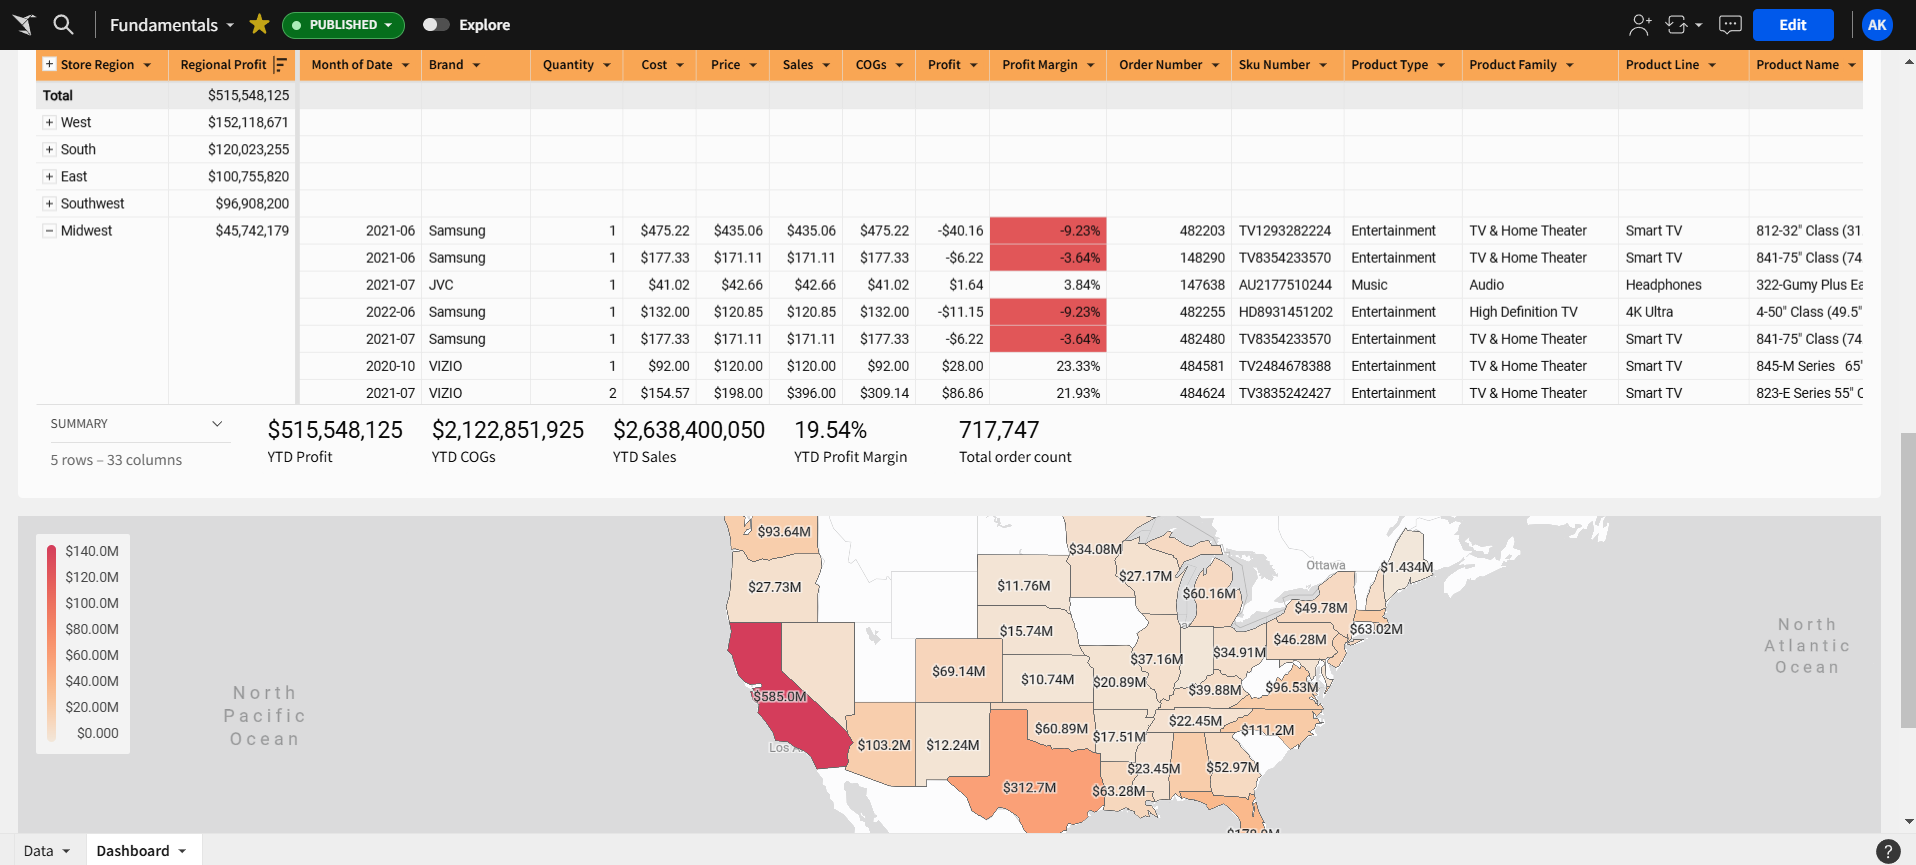 Fundamentals PUBLISHED Explore Edit AK
Store Region Regional Profit Month of Date Brand Quantity Cost Price Sales COGs Profit Profit Margin Order Number Sku Number Product Type Product Family Product Line Product Name
Total $515,548,125
West $152,118,671
South $120,023,255
East $100,755,820
Southwest $96,908,200
Midwest $45,742,179 2021-06 Samsung 1 $475.22 $435.06 $435.06 $475.22 -$40.16 -9.23% 482203 TV1293282224 Entertainment TV & Home Theater Smart TV 812-32" Class (31
2021-06 Samsung 1 $177.33 $171.11 $171.11 $177.33 -$6.22 -3.64% 148290 TV8354233570 Entertainment TV & Home Theater Smart TV 841-75" Class (74
2021-07 JVC 1 $41.02 $42.66 $42.66 $41.02 $1.64 3.84% 147638 AU2177510244 Music Audio Headphones 322-Gumy Plus Ea
2022-06 Samsung 1 $132.00 $120.85 $120.85 $132.00 -$11.15 -9.23% 482255 HD8931451202 Entertainment High Definition TV 4K Ultra 4-50" Class (49.5"
2021-07 Samsung 1 $177.33 $171.11 $171.11 $177.33 -$6.22 -3.64% 482480 TV8354233570 Entertainment TV & Home Theater Smart TV 841-75" Class (74
2020-10 VIZIO 1 $92.00 $120.00 $120.00 $92.00 $28.00 23.33% 484581 TV2484678388 Entertainment TV & Home Theater Smart TV 845-M Series 65"
2021-07 VIZIO 2 $154.57 $198.00 $396.00 $309.14 $86.86 21.93% 484624 TV3835242427 Entertainment TV & Home Theater Smart TV 823-E Series 55" C
SUMMARY
5 rows – 33 columns
$515,548,125 $2,122,851,925 $2,638,400,050 19.54% 717,747
YTD Profit YTD COGs YTD Sales YTD Profit Margin Total order count
$140.0M
$120.0M
$100.0M
$80.00M
$60.00M
$40.00M
$20.00M
$0.000
North
Pacific
Ocean
$93.64M
$34.08M
Ottawa
$1.434M
$27.17M
$11.76M
$27.73M
$60.16M
$49.78M
$15.74M
$63.02M
$46.28M
$34.91M
$37.16M
$69.14M
$10.74M
$20.89M
$39.88M
$96.53M
$585.0M
$22.45M
$60.89M
$111.2M
$17.51M
$103.2M
$12.24M
Los A
$23.45M
$52.97M
$312.7M
$63.28M
North
Atlantic
Ocean
Data Dashboard ?